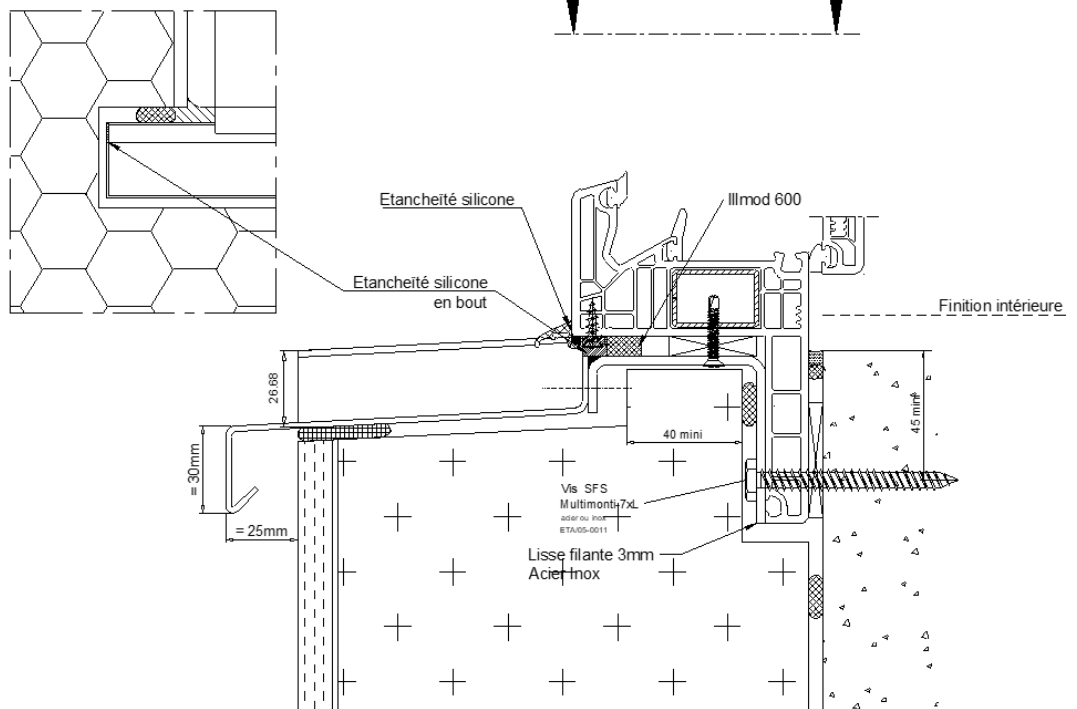 Etancheïté silicone
Illmod 600
Etancheïté silicone
en bout
Finition intérieure
26.68
45 mini
40 mini
= 30mm
= 25mm
Vis SFS
Multimonti-7xL
acier ou inox
ETA/05-0011
Lisse filante 3mm
Acier Inox